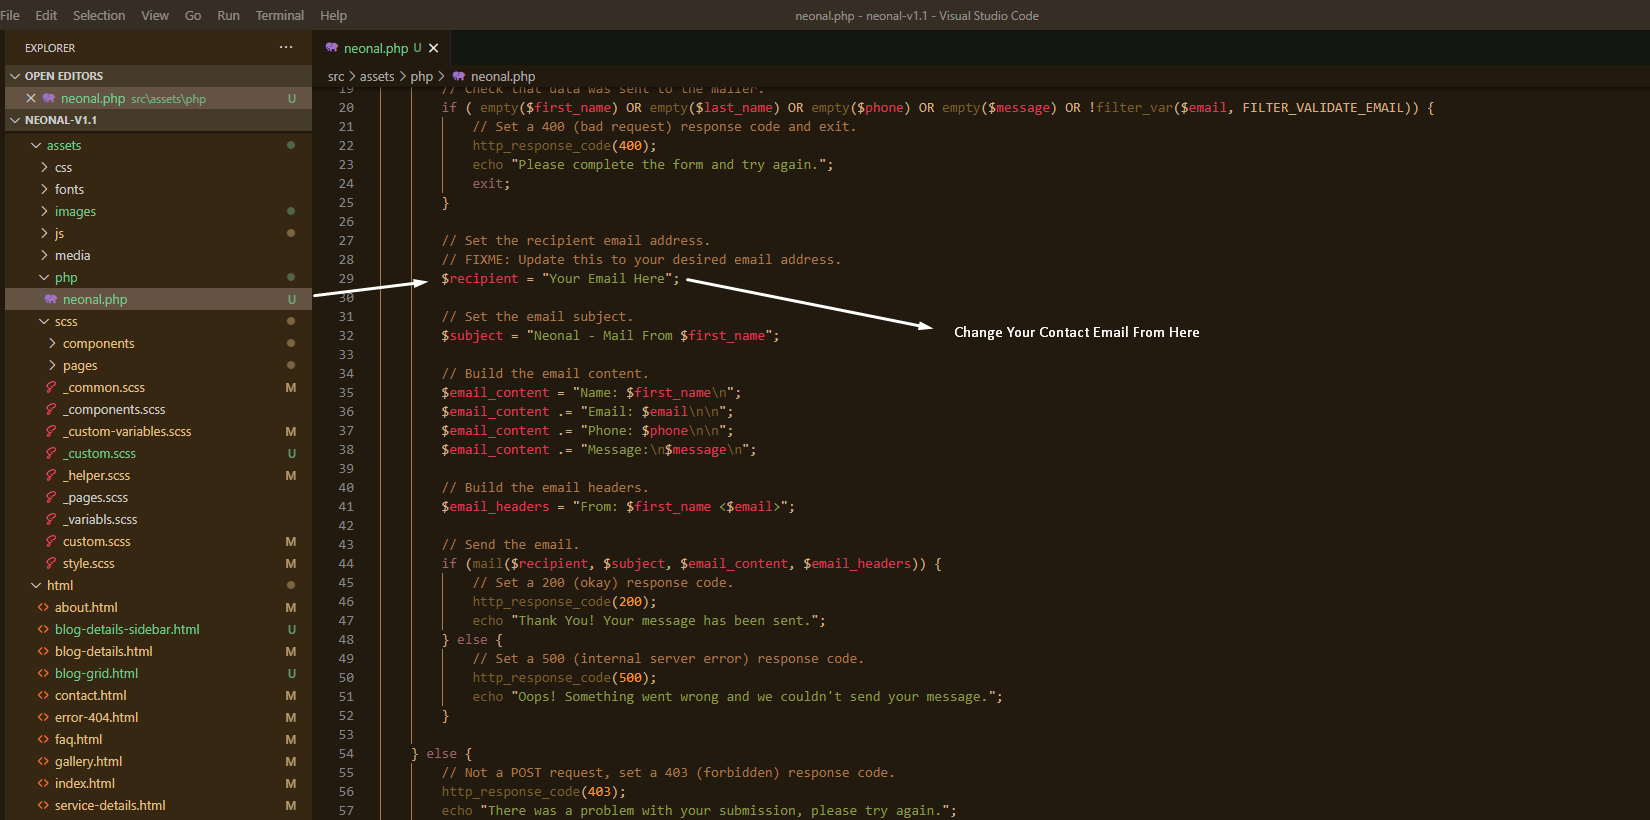 File Edit Selection View Go Run Terminal Help
neonal.php - neonal-v1.1 - Visual Studio Code
EXPLORER ···
OPEN EDITORS
neonal.php src\assets\php U
NEONAL-V1.1
assets
css
fonts
images
js
media
php
neonal.php U
scss
components
pages
_common.scss M
_components.scss
_custom-variables.scss M
_custom.scss U
_helper.scss M
_pages.scss
_variabls.scss
custom.scss M
style.scss M
html
about.html M
blog-details-sidebar.html U
blog-details.html M
blog-grid.html U
contact.html M
error-404.html M
faq.html M
gallery.html M
index.html M
service-details.html M
neonal.php U
src > assets > php > neonal.php
19 // Check that data was sent to the mailer.
20 if ( empty($first_name) OR empty($last_name) OR empty($phone) OR empty($message) OR !filter_var($email, FILTER_VALIDATE_EMAIL)) {
21 // Set a 400 (bad request) response code and exit.
22 http_response_code(400);
23 echo "Please complete the form and try again.";
24 exit;
25 }
26
27 // Set the recipient email address.
28 // FIXME: Update this to your desired email address.
29 $recipient = "Your Email Here";
30
Change Your Contact Email From Here
31 // Set the email subject.
32 $subject = "Neonal - Mail From $first_name";
33
34 // Build the email content.
35 $email_content = "Name: $first_name\n";
36 $email_content .= "Email: $email\n\n";
37 $email_content .= "Phone: $phone\n\n";
38 $email_content .= "Message:\n$message\n";
39
40 // Build the email headers.
41 $email_headers = "From: $first_name <$email>";
42
43 // Send the email.
44 if (mail($recipient, $subject, $email_content, $email_headers)) {
45 // Set a 200 (okay) response code.
46 http_response_code(200);
47 echo "Thank You! Your message has been sent.";
48 } else {
49 // Set a 500 (internal server error) response code.
50 http_response_code(500);
51 echo "Oops! Something went wrong and we couldn't send your message.";
52 }
53
54 } else {
55 // Not a POST request, set a 403 (forbidden) response code.
56 http_response_code(403);
57 echo "There was a problem with your submission, please try again.";